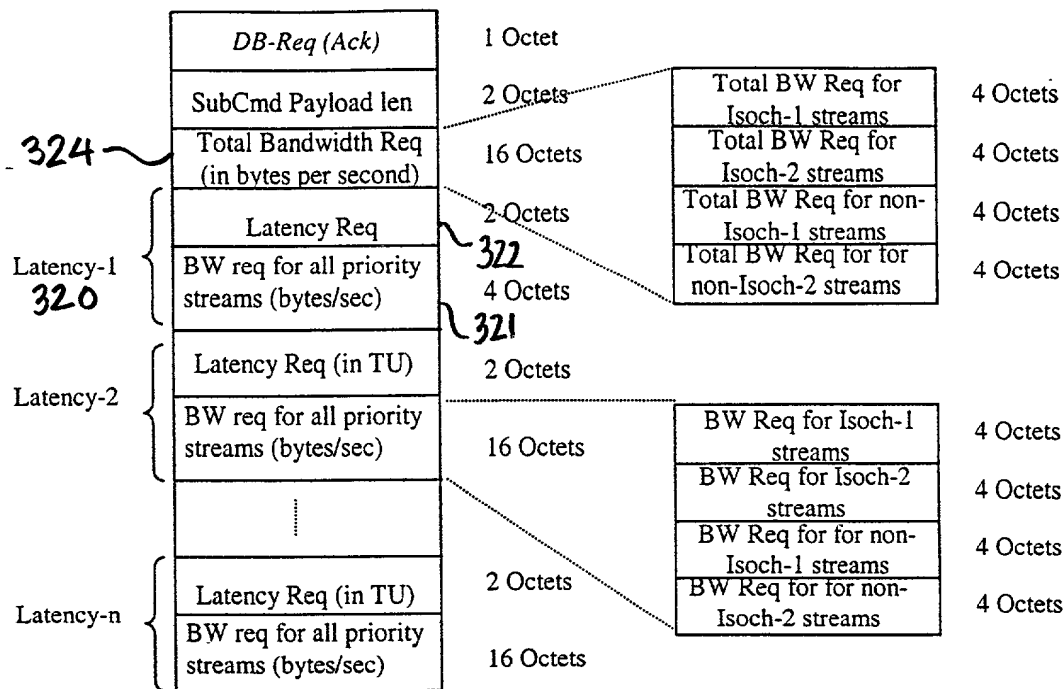 DB-Req (Ack)
1 Octet
SubCmd Payload len
2 Octets
324
Total Bandwidth Req
(in bytes per second)
16 Octets
Total BW Req for
Isoch-1 streams
4 Octets
Total BW Req for
Isoch-2 streams
4 Octets
Total BW Req for non-
Isoch-1 streams
4 Octets
Total BW Req for for
non-Isoch-2 streams
4 Octets
Latency-1
320
Latency Req
2 Octets
322
BW req for all priority
streams (bytes/sec)
4 Octets
321
Latency-2
Latency Req (in TU)
2 Octets
BW req for all priority
streams (bytes/sec)
16 Octets
BW Req for Isoch-1
streams
4 Octets
BW Req for Isoch-2
streams
4 Octets
BW Req for for non-
Isoch-1 streams
4 Octets
BW Req for for non-
Isoch-2 streams
4 Octets
Latency-n
Latency Req (in TU)
2 Octets
BW req for all priority
streams (bytes/sec)
16 Octets